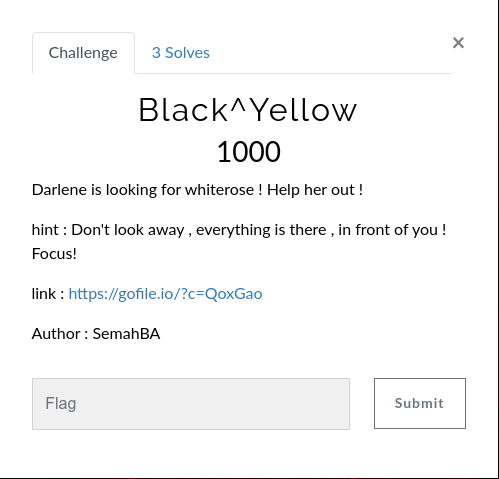 Challenge
3 Solves
×
Black^Yellow
1000
Darlene is looking for whiterose ! Help her out !
hint : Don't look away , everything is there , in front of you !
Focus!
link : https://gofile.io/?c=QoxGao
Author : SemahBA
Flag
Submit